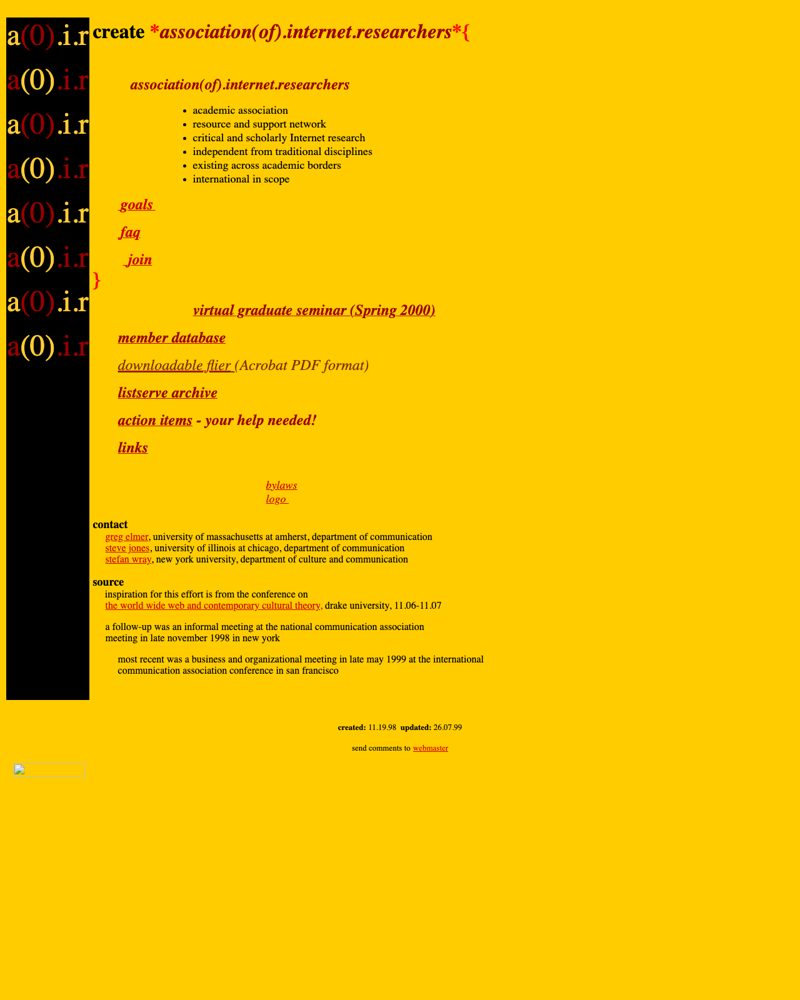 a(0).i.r
a(0).i.r
a(0).i.r
a(0).i.r
a(0).i.r
a(0).i.r
a(0).i.r
a(0).i.r
create *association(of).internet.researchers*{
association(of).internet.researchers
• academic association
• resource and support network
• critical and scholarly Internet research
• independent from traditional disciplines
• existing across academic borders
• international in scope
goals
faq
join
}
virtual graduate seminar (Spring 2000)
member database
downloadable flier (Acrobat PDF format)
listserve archive
action items - your help needed!
links
bylaws
logo
contact
greg elmer, university of massachusetts at amherst, department of communication
steve jones, university of illinois at chicago, department of communication
stefan wray, new york university, department of culture and communication
source
inspiration for this effort is from the conference on
the world wide web and contemporary cultural theory, drake university, 11.06-11.07
a follow-up was an informal meeting at the national communication association
meeting in late november 1998 in new york
most recent was a business and organizational meeting in late may 1999 at the international
communication association conference in san francisco
created: 11.19.98 updated: 26.07.99
send comments to webmaster